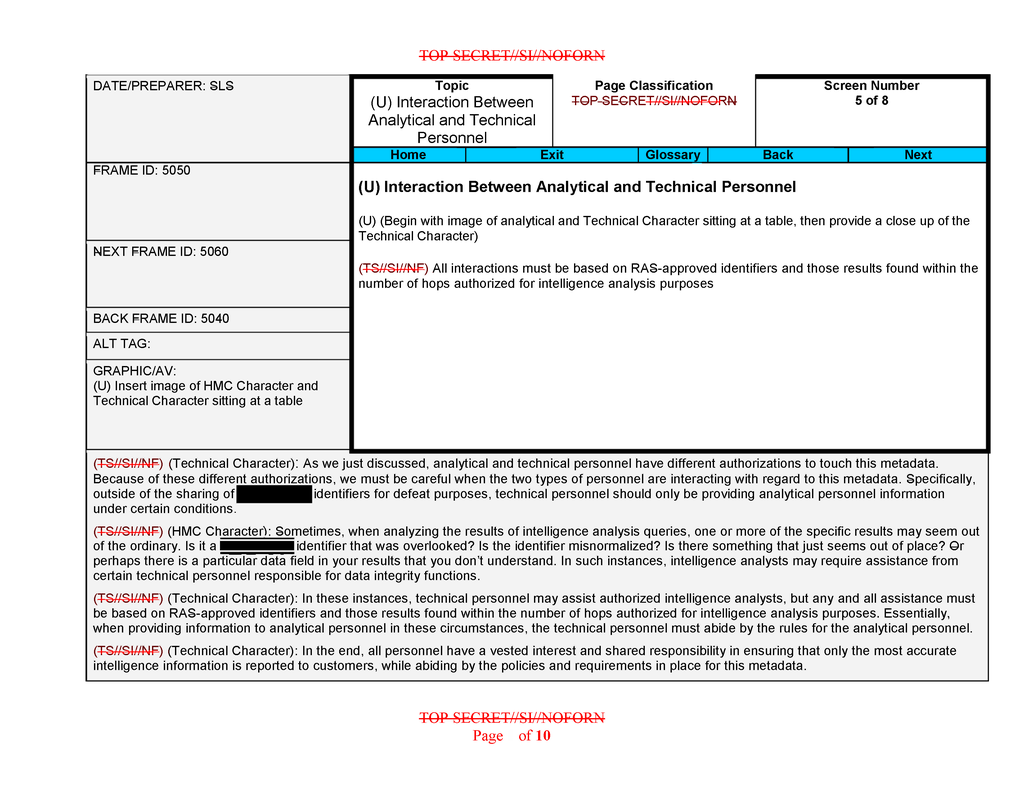 TOP SECRET//SI//NOFORN
DATE/PREPARER: SLS
Topic
(U) Interaction Between
Analytical and Technical
Personnel
Page Classification
TOP SECRET//SI//NOFORN
Screen Number
5 of 8
Home Exit Glossary Back Next
FRAME ID: 5050
NEXT FRAME ID: 5060
BACK FRAME ID: 5040
ALT TAG:
GRAPHIC/AV:
(U) Insert image of HMC Character and
Technical Character sitting at a table
(U) Interaction Between Analytical and Technical Personnel
(U) (Begin with image of analytical and Technical Character sitting at a table, then provide a close up of the
Technical Character)
(TS//SI//NF) All interactions must be based on RAS-approved identifiers and those results found within the
number of hops authorized for intelligence analysis purposes
(TS//SI//NF) (Technical Character): As we just discussed, analytical and technical personnel have different authorizations to touch this metadata.
Because of these different authorizations, we must be careful when the two types of personnel are interacting with regard to this metadata. Specifically,
outside of the sharing of identifiers for defeat purposes, technical personnel should only be providing analytical personnel information
under certain conditions.
(TS//SI//NF) (HMC Character): Sometimes, when analyzing the results of intelligence analysis queries, one or more of the specific results may seem out
of the ordinary. Is it a identifier that was overlooked? Is the identifier misnormalized? Is there something that just seems out of place? Or
perhaps there is a particular data field in your results that you don't understand. In such instances, intelligence analysts may require assistance from
certain technical personnel responsible for data integrity functions.
(TS//SI//NF) (Technical Character): In these instances, technical personnel may assist authorized intelligence analysts, but any and all assistance must
be based on RAS-approved identifiers and those results found within the number of hops authorized for intelligence analysis purposes. Essentially,
when providing information to analytical personnel in these circumstances, the technical personnel must abide by the rules for the analytical personnel.
(TS//SI//NF) (Technical Character): In the end, all personnel have a vested interest and shared responsibility in ensuring that only the most accurate
intelligence information is reported to customers, while abiding by the policies and requirements in place for this metadata.
TOP SECRET//SI//NOFORN
Page of 10